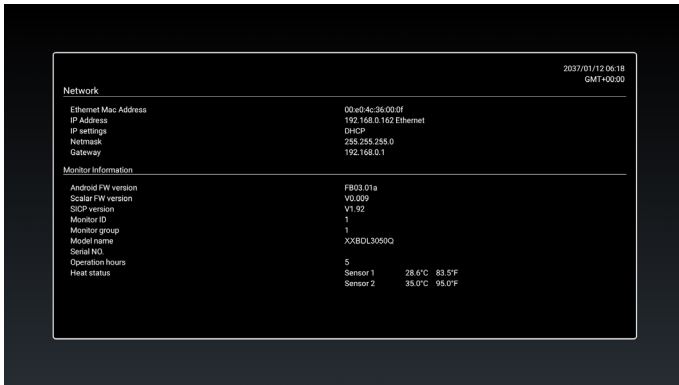 2037/01/12 06:18
GMT+00:00
Network
Ethernet Mac Address 00:e0:4c:36:00:0f
IP Address 192.168.0.162 Ethernet
IP settings DHCP
Netmask 255.255.255.0
Gateway 192.168.0.1
Monitor Information
Android FW version FB03.01a
Scalar FW version V0.009
SICP version V1.92
Monitor ID 1
Monitor group 1
Model name XXBDL3050Q
Serial NO.
Operation hours 5
Heat status Sensor 1 28.6°C 83.5°F
Sensor 2 35.0°C 95.0°F